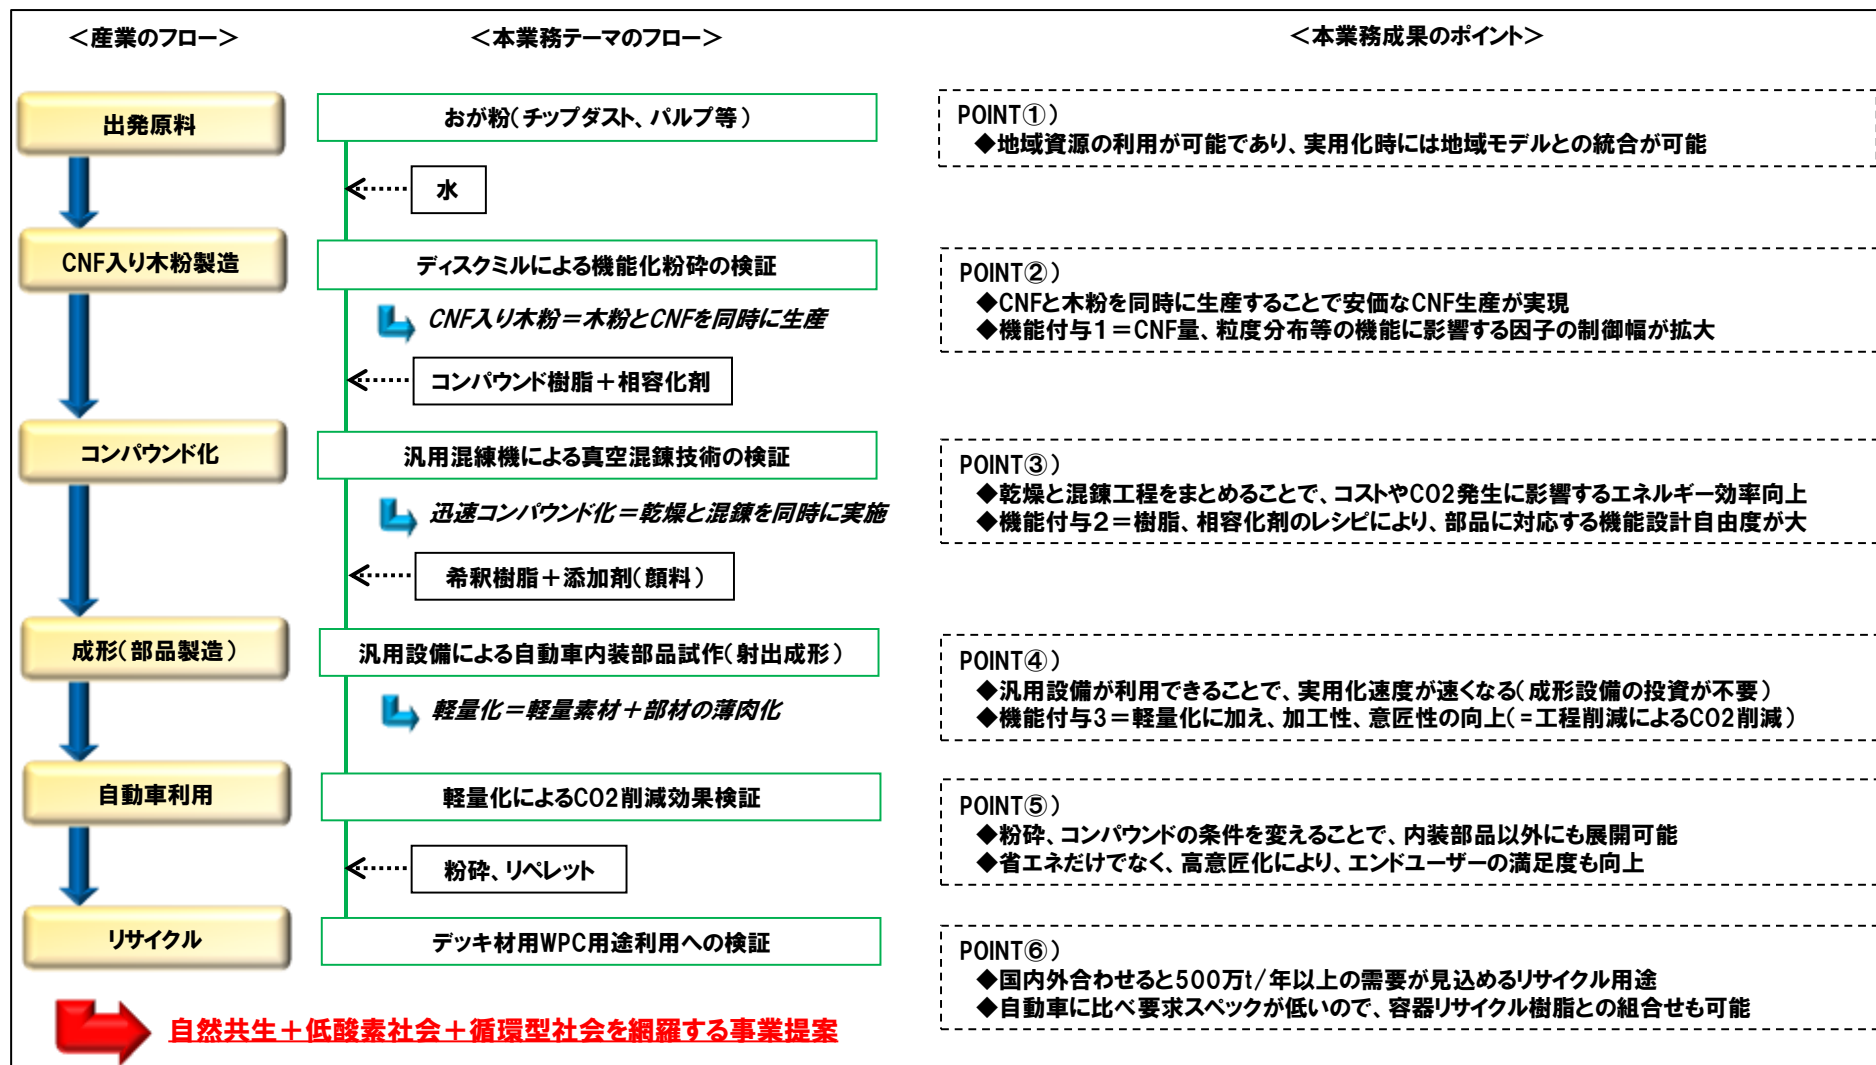 ＜産業のフロー＞
＜本業務テーマのフロー＞
＜本業務成果のポイント＞
出発原料
おが粉（チップダスト、パルプ等）
POINT①）
◆地域資源の利用が可能であり、実用化時には地域モデルとの統合が可能
水
CNF入り木粉製造
ディスクミルによる機能化粉砕の検証
CNF入り木粉＝木粉とCNFを同時に生産
POINT②）
◆CNFと木粉を同時に生産することで安価なCNF生産が実現
◆機能付与１＝CNF量、粒度分布等の機能に影響する因子の制御幅が拡大
コンパウンド樹脂＋相容化剤
コンパウンド化
汎用混練機による真空混錬技術の検証
迅速コンパウンド化＝乾燥と混錬を同時に実施
POINT③）
◆乾燥と混錬工程をまとめることで、コストやCO2発生に影響するエネルギー効率向上
◆機能付与２＝樹脂、相容化剤のレシピにより、部品に対応する機能設計自由度が大
希釈樹脂＋添加剤（顔料）
成形（部品製造）
汎用設備による自動車内装部品試作（射出成形）
軽量化＝軽量素材＋部材の薄肉化
POINT④）
◆汎用設備が利用できることで、実用化速度が速くなる（成形設備の投資が不要）
◆機能付与3＝軽量化に加え、加工性、意匠性の向上（=工程削減によるCO2削減）
自動車利用
軽量化によるCO2削減効果検証
POINT⑤）
◆粉砕、コンパウンドの条件を変えることで、内装部品以外にも展開可能
◆省エネだけでなく、高意匠化により、エンドユーザーの満足度も向上
粉砕、リペレット
リサイクル
デッキ材用WPC用途利用への検証
POINT⑥）
◆国内外合わせると500万t/年以上の需要が見込めるリサイクル用途
◆自動車に比べ要求スペックが低いので、容器リサイクル樹脂との組合せも可能
自然共生＋低酸素社会＋循環型社会を網羅する事業提案